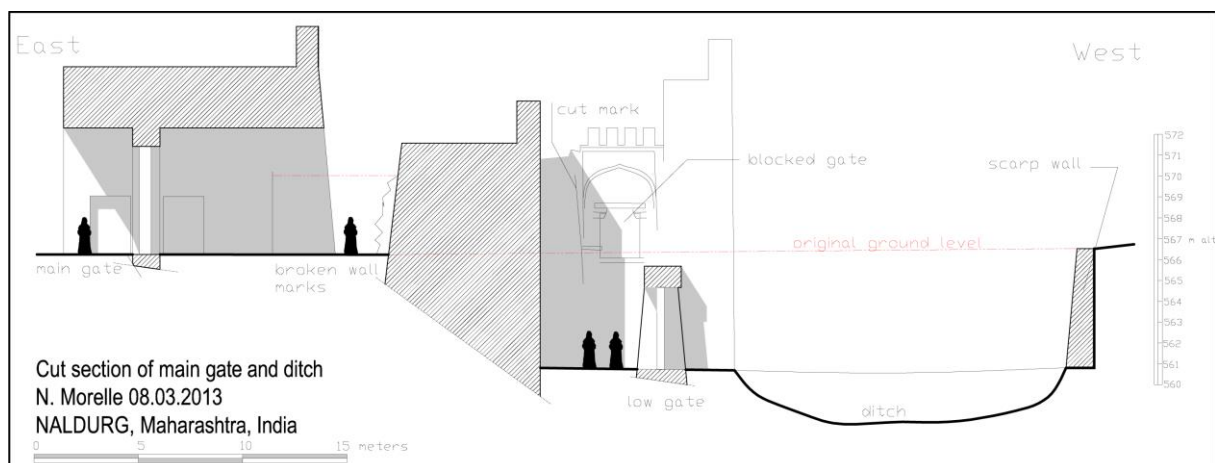 East
West
cut mark
blocked gate
scarp wall
572
571
570
569
568
567
566
565
564
563
562
561
560
m alt
original ground level
main gate
broken wall
marks
low gate
ditch
Cut section of main gate and ditch
N. Morelle 08.03.2013
NALDURG, Maharashtra, India
0 5 10 15 meters